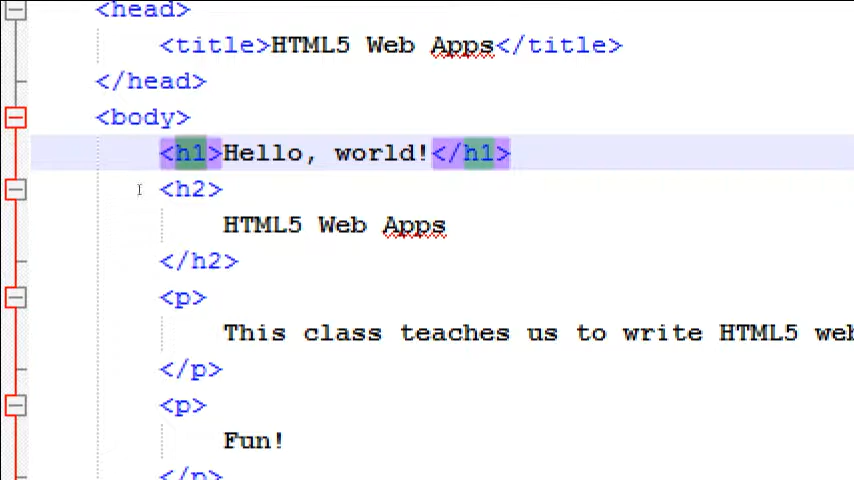 <head>
<title>HTML5 Web Apps</title>
</head>
<body>
<h1>Hello, world!</h1>
<h2>
HTML5 Web Apps
</h2>
<p>
This class teaches us to write HTML5 web
</p>
<p>
Fun!
</p>